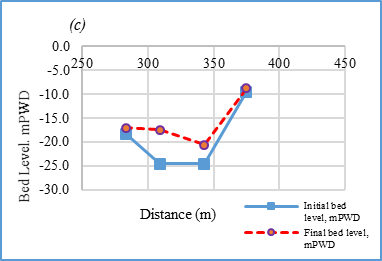 (c)
0.0
250 300 350 400 450
-5.0
-10.0
-15.0
-20.0
-25.0
-30.0
Bed Level. mPWD
Distance (m)
Initial bed
level, mPWD
Final bed level,
mPWD